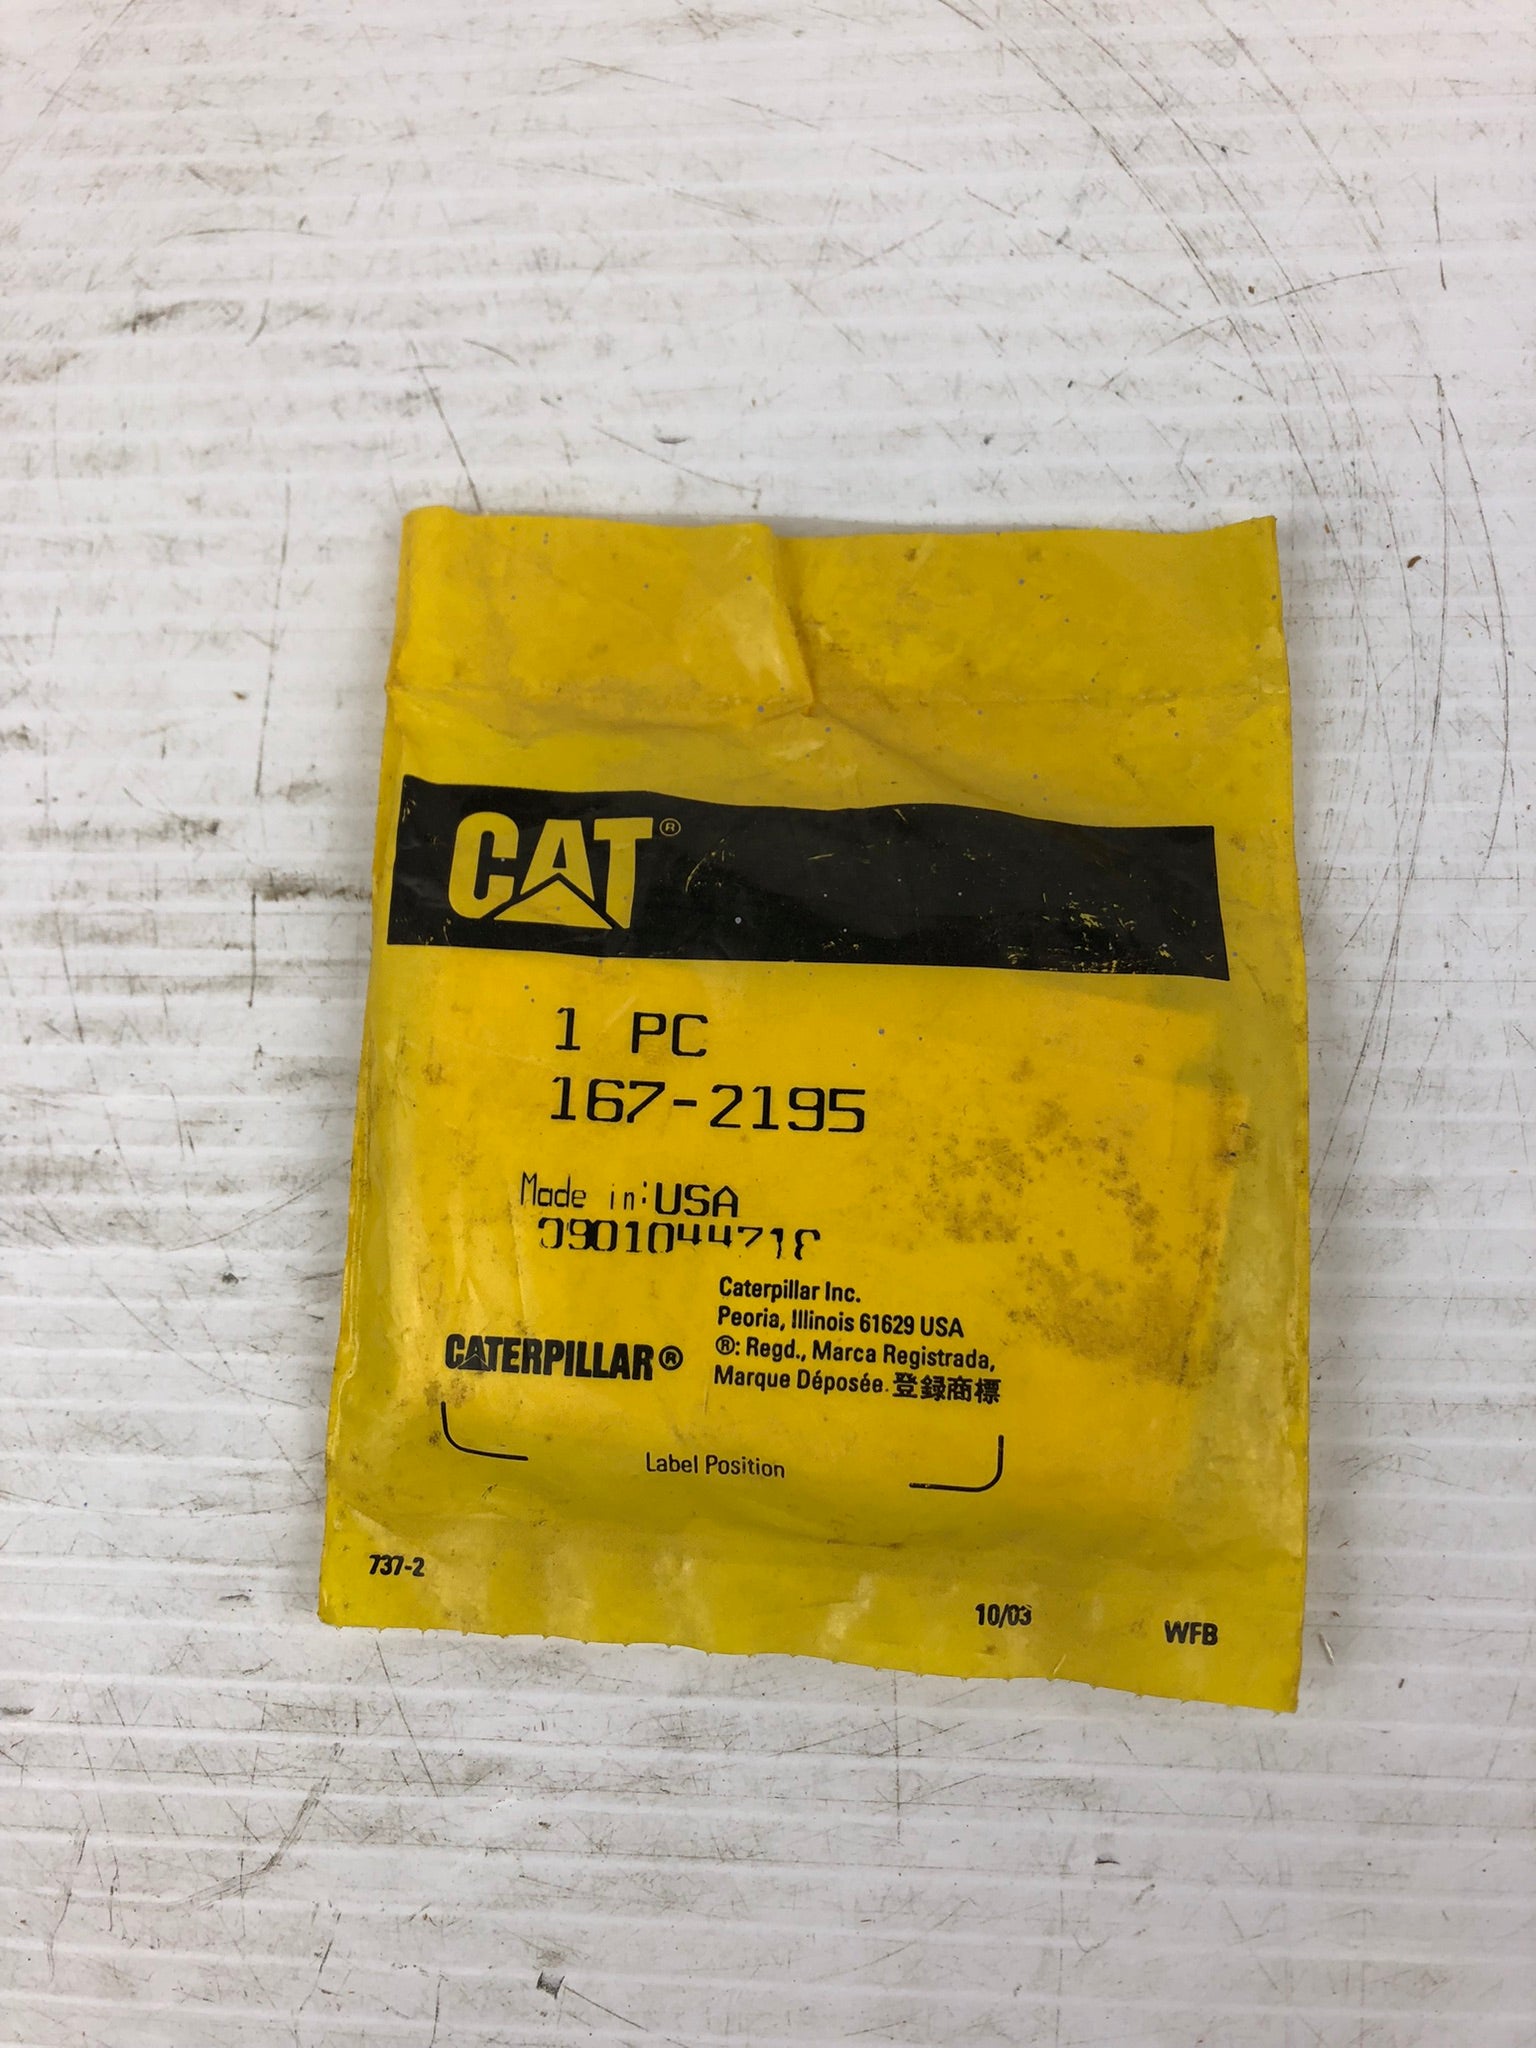 CAT®
1 PC
167-2195
Made in: USA
Caterpillar Inc.
Peoria, Illinois 61629 USA
®: Regd., Marca Registrada,
Marque Déposée. 登録商標
CATERPILLAR®
Label Position
737-2
10/03
WFB